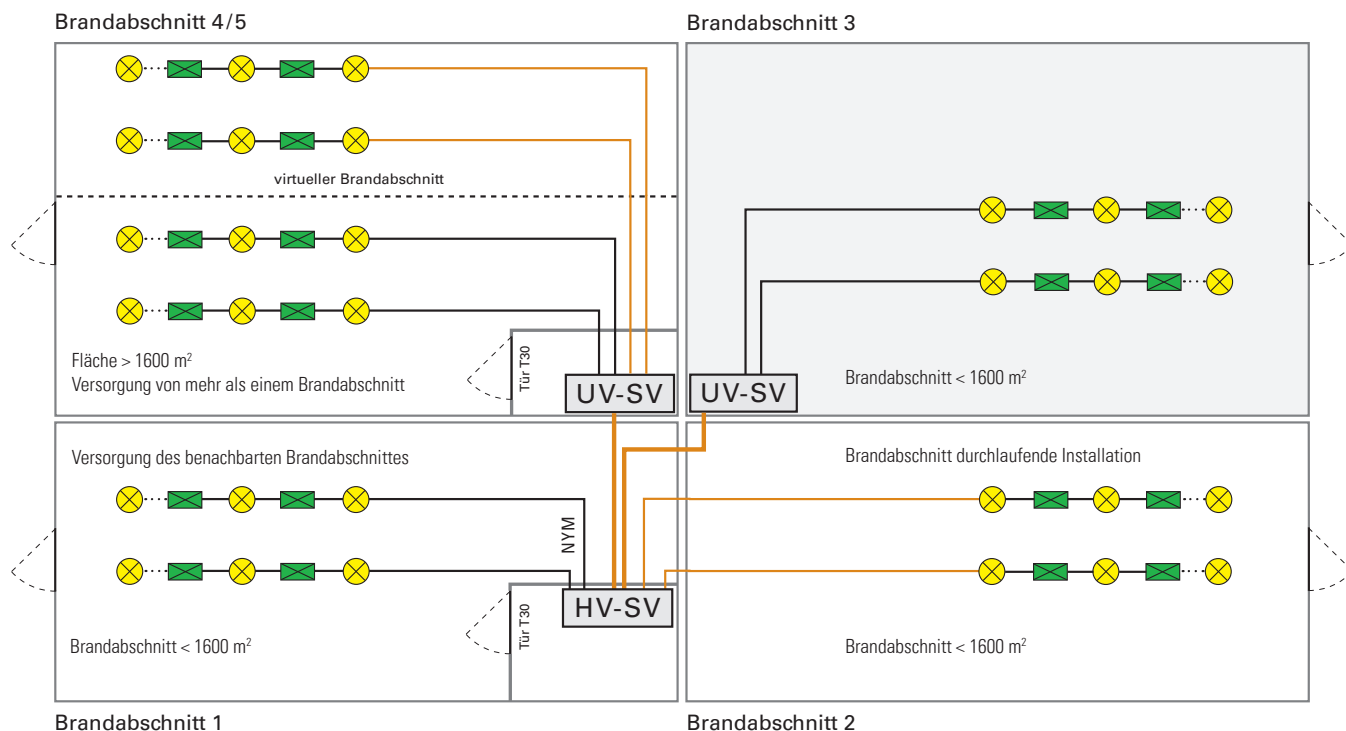 Brandabschnitt 4/5
Brandabschnitt 3
virtueller Brandabschnitt
Fläche > 1600 m²
Versorgung von mehr als einem Brandabschnitt
Tür T30
UV-SV
UV-SV
Brandabschnitt < 1600 m²
Versorgung des benachbarten Brandabschnittes
Brandabschnitt durchlaufende Installation
NYM
HV-SV
Tür T30
Brandabschnitt < 1600 m²
Brandabschnitt < 1600 m²
Brandabschnitt 1
Brandabschnitt 2